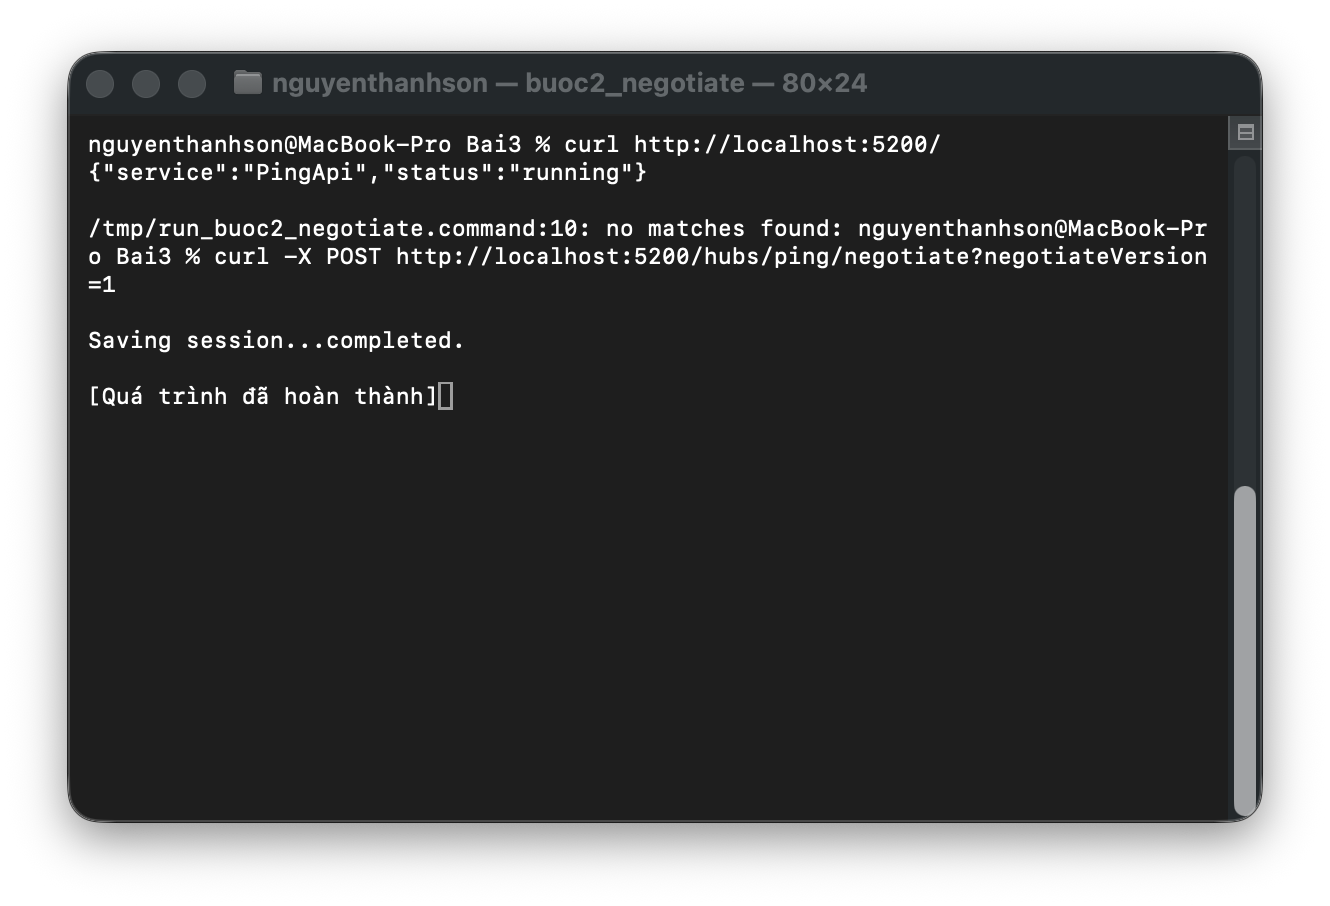 nguyenthanhson — buoc2_negotiate — 80×24
nguyenthanhson@MacBook-Pro Bai3 % curl http://localhost:5200/
{"service":"PingApi","status":"running"}
/tmp/run_buoc2_negotiate.command:10: no matches found: nguyenthanhson@MacBook-Pr
o Bai3 % curl -X POST http://localhost:5200/hubs/ping/negotiate?negotiateVersion
=1
Saving session...completed.
[Quá trình đã hoàn thành]